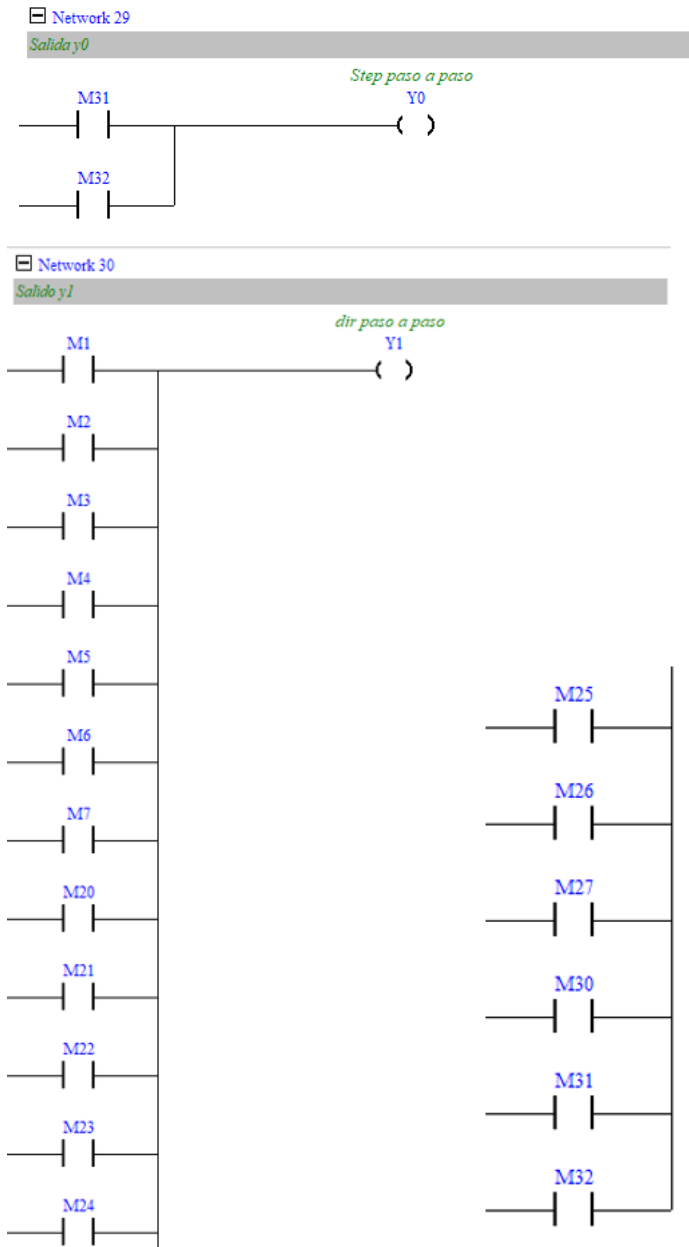 Network 29
Salida y0
Step paso a paso
M31
Y0
M32
Network 30
Salido y1
dir paso a paso
M1
Y1
M2
M3
M4
M5
M6
M7
M20
M21
M22
M23
M24
M25
M26
M27
M30
M31
M32